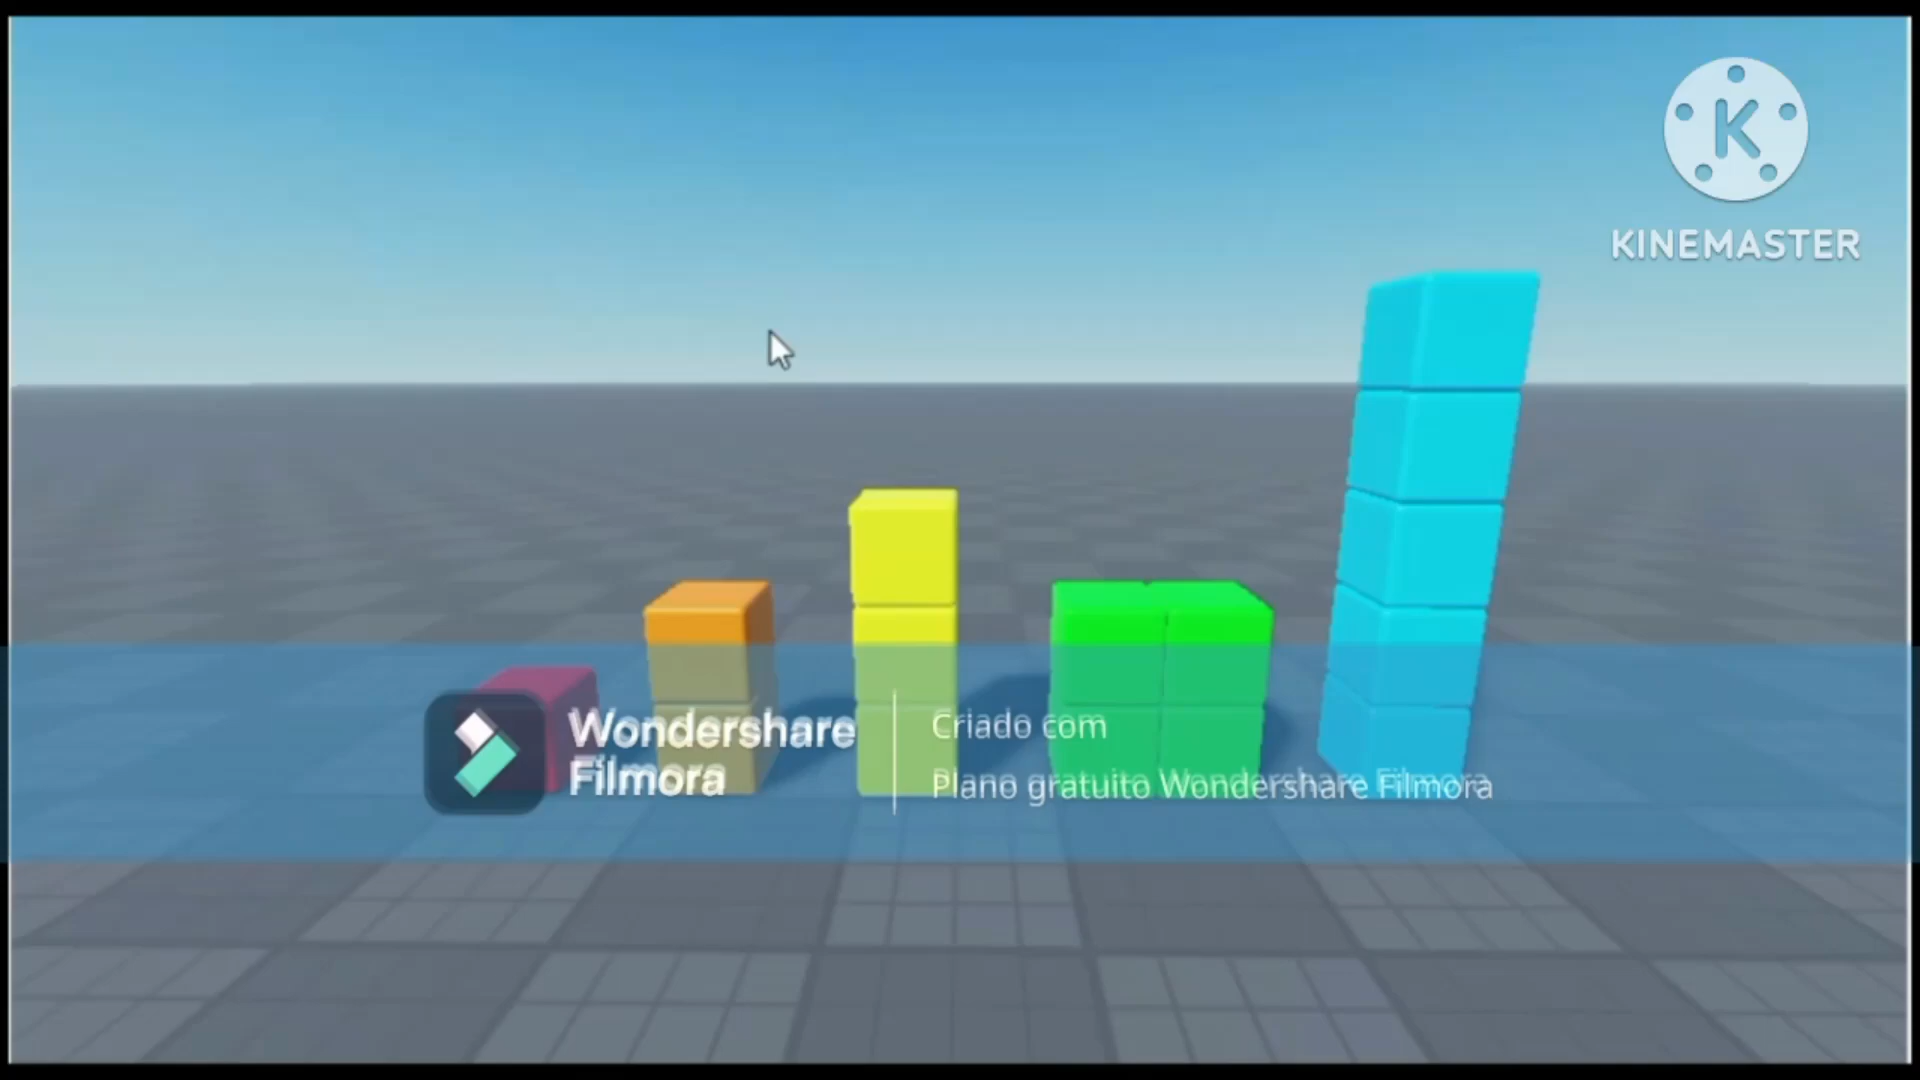 K
KINEMASTER
Wondershare
Filmora
Criado com
Plano gratuito Wondershare Filmora